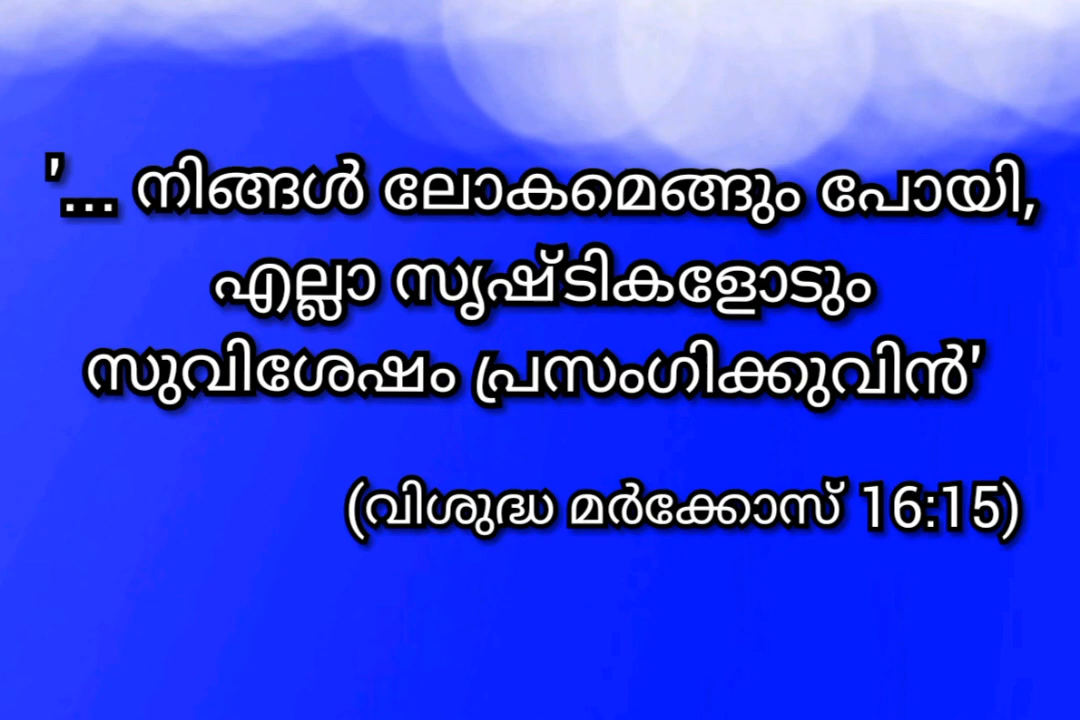 '... നിങ്ങൾ ലോകമെങ്ങും പോയി,
എല്ലാ സൃഷ്ടികളോടും
സുവിശേഷം പ്രസംഗിക്കുവിൻ'
(വിശുദ്ധ മർക്കോസ് 16:15)